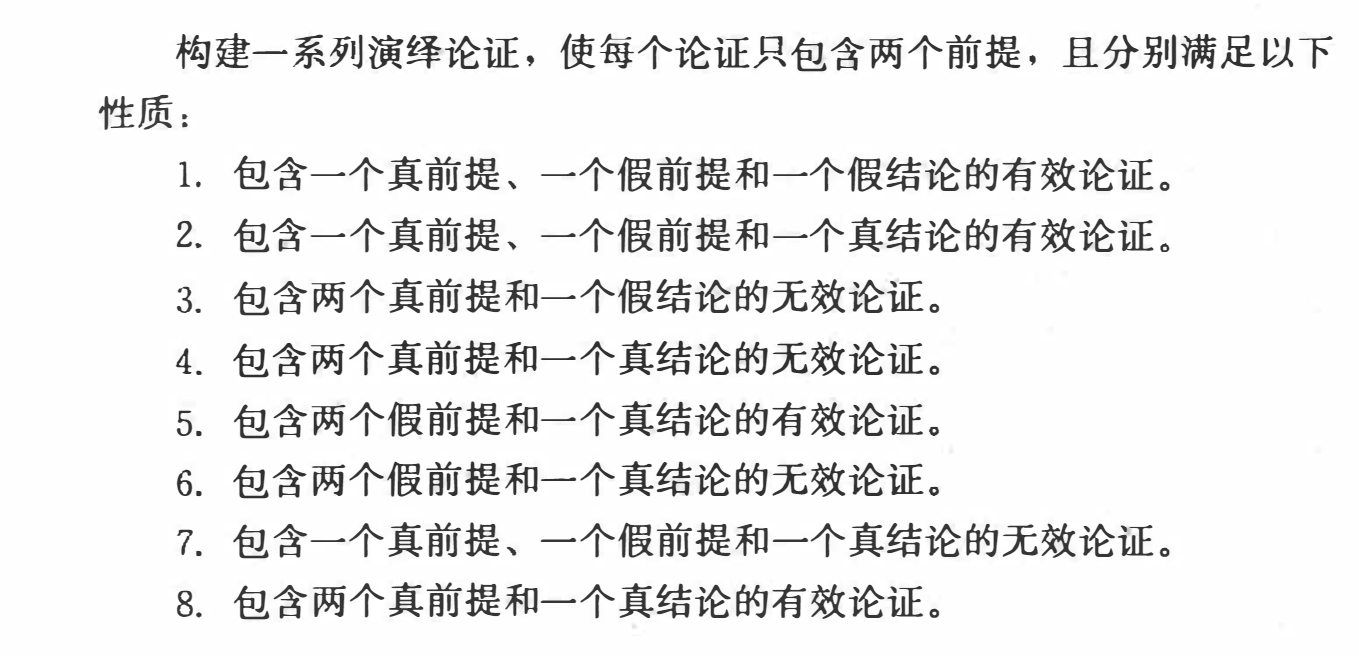 构建一系列演绎论证，使每个论证只包含两个前提，且分别满足以下
性质：
1. 包含一个真前提、一个假前提和一个假结论的有效论证。
2. 包含一个真前提、一个假前提和一个真结论的有效论证。
3. 包含两个真前提和一个假结论的无效论证。
4. 包含两个真前提和一个真结论的无效论证。
5. 包含两个假前提和一个真结论的有效论证。
6. 包含两个假前提和一个真结论的无效论证。
7. 包含一个真前提、一个假前提和一个真结论的无效论证。
8. 包含两个真前提和一个真结论的有效论证。